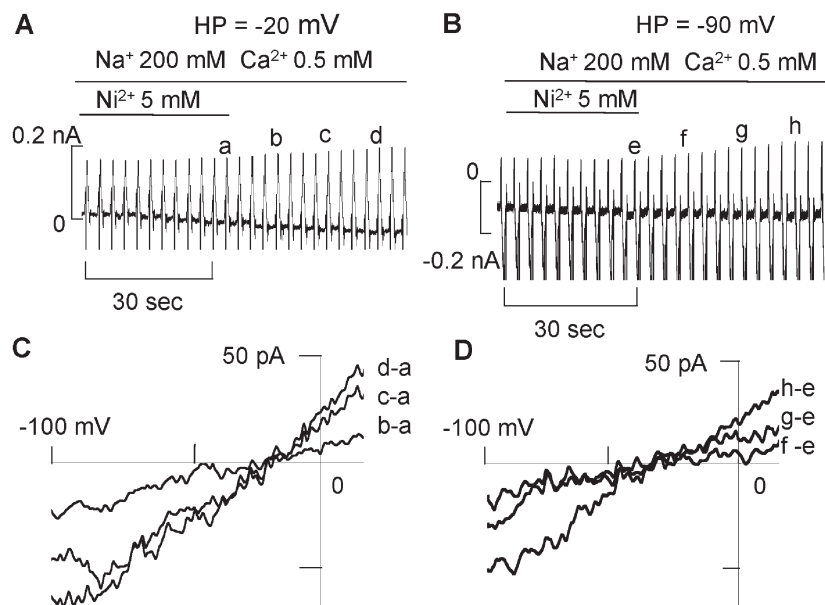 A
HP = -20 mV
Na⁺ 200 mM Ca²⁺ 0.5 mM
Ni²⁺ 5 mM
0.2 nA
a
b
c
d
0
30 sec
B
HP = -90 mV
Na⁺ 200 mM Ca²⁺ 0.5 mM
Ni²⁺ 5 mM
e
f
g
h
0
-0.2 nA
30 sec
C
50 pA
d-a
c-a
b-a
-100 mV
0
D
50 pA
h-e
g-e
f-e
-100 mV
0